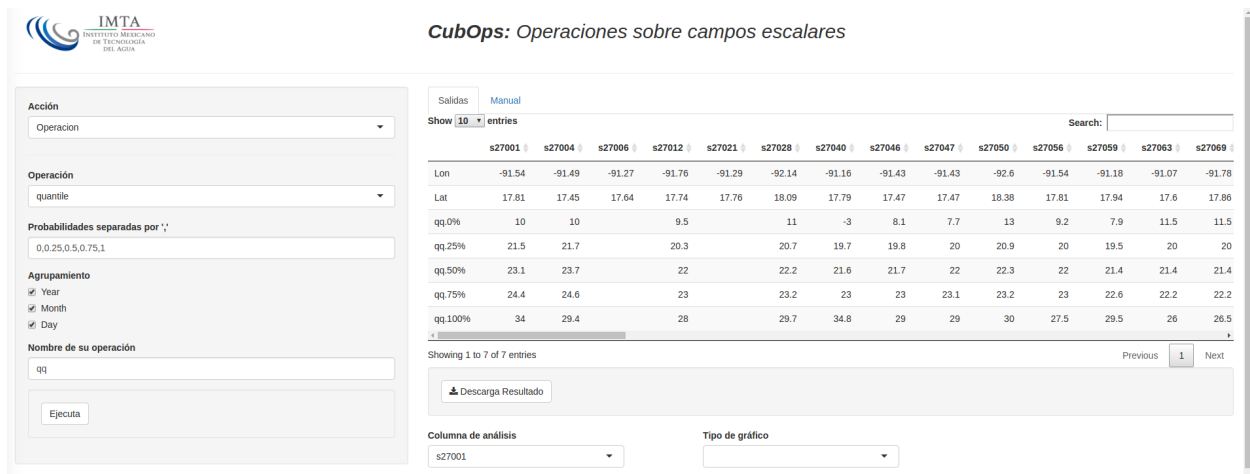 IMTA
INSTITUTO MEXICANO
DE TECNOLOGÍA
DEL AGUA
CubOps: Operaciones sobre campos escalares
Acción
Operacion
Operación
quantile
Probabilidades separadas por ','
0,0.25,0.5,0.75,1
Agrupamiento
Year
Month
Day
Nombre de su operación
qq
Ejecuta
Salidas Manual
Show 10 entries Search:
s27001 s27004 s27006 s27012 s27021 s27028 s27040 s27046 s27047 s27050 s27056 s27059 s27063 s27069
Lon -91.54 -91.49 -91.27 -91.76 -91.29 -92.14 -91.16 -91.43 -91.43 -92.6 -91.54 -91.18 -91.07 -91.78
Lat 17.81 17.45 17.64 17.74 17.76 18.09 17.79 17.47 17.47 18.38 17.81 17.94 17.6 17.86
qq.0% 10 10 9.5 11 -3 8.1 7.7 13 9.2 7.9 11.5 11.5
qq.25% 21.5 21.7 20.3 20.7 19.7 19.8 20 20.9 20 19.5 20 20
qq.50% 23.1 23.7 22 22.2 21.6 21.7 22 22.3 22 21.4 21.4 21.4
qq.75% 24.4 24.6 23 23.2 23 23 23.1 23.2 23 22.6 22.2 22.2
qq.100% 34 29.4 28 29.7 34.8 29 29 30 27.5 29.5 26 26.5
Showing 1 to 7 of 7 entries Previous 1 Next
Descarga Resultado
Columna de análisis Tipo de gráfico
s27001